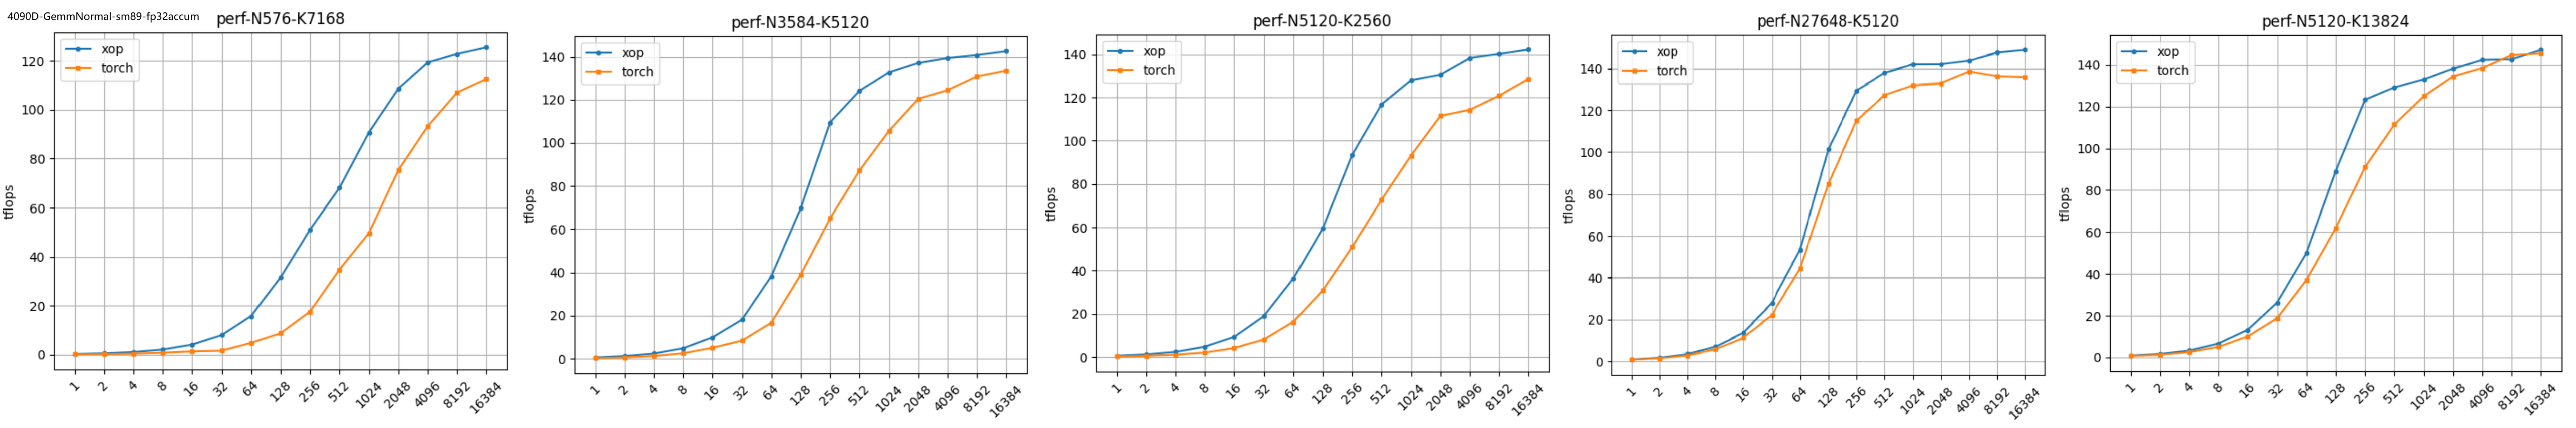 4090D-GemmNormal-sm89-fp32accum
perf-N576-K7168
xop
torch
tflops
120
100
80
60
40
20
0
1 2 4 8 16 32 64 128 256 512 1024 2048 4096 8192 16384
perf-N3584-K5120
xop
torch
tflops
140
120
100
80
60
40
20
0
1 2 4 8 16 32 64 128 256 512 1024 2048 4096 8192 16384
perf-N5120-K2560
xop
torch
tflops
140
120
100
80
60
40
20
0
1 2 4 8 16 32 64 128 256 512 1024 2048 4096 8192 16384
perf-N27648-K5120
xop
torch
tflops
140
120
100
80
60
40
20
0
1 2 4 8 16 32 64 128 256 512 1024 2048 4096 8192 16384
perf-N5120-K13824
xop
torch
tflops
140
120
100
80
60
40
20
0
1 2 4 8 16 32 64 128 256 512 1024 2048 4096 8192 16384